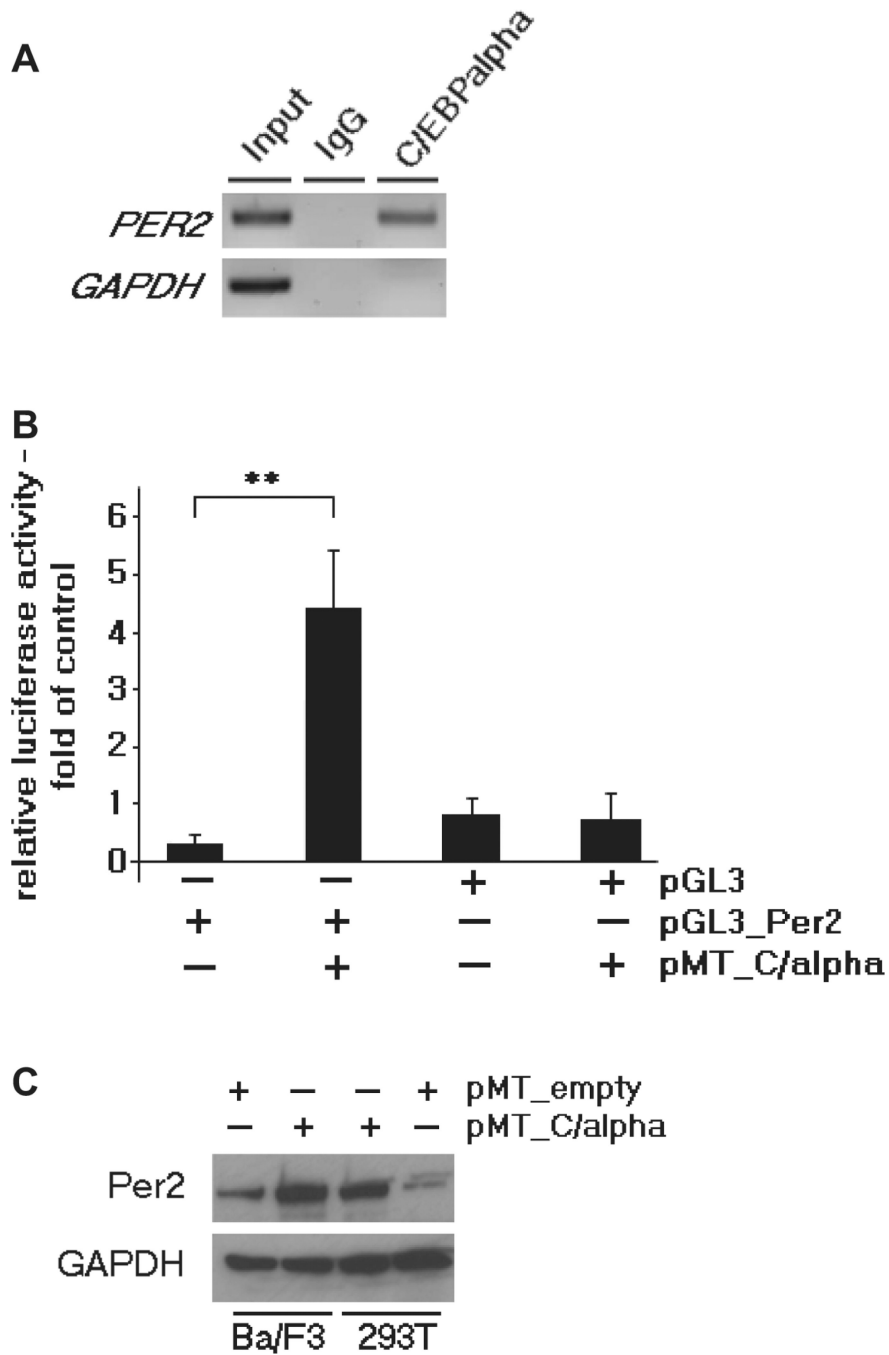 A
Input IgG C/EBPalpha
PER2
GAPDH
B
relative luciferase activity –
fold of control
**
6
5
4
3
2
1
0
— — + + pGL3
+ + — — pGL3_Per2
— + — + pMT_C/alpha
C
+ — — + pMT_empty
— + + — pMT_C/alpha
Per2
GAPDH
Ba/F3 293T